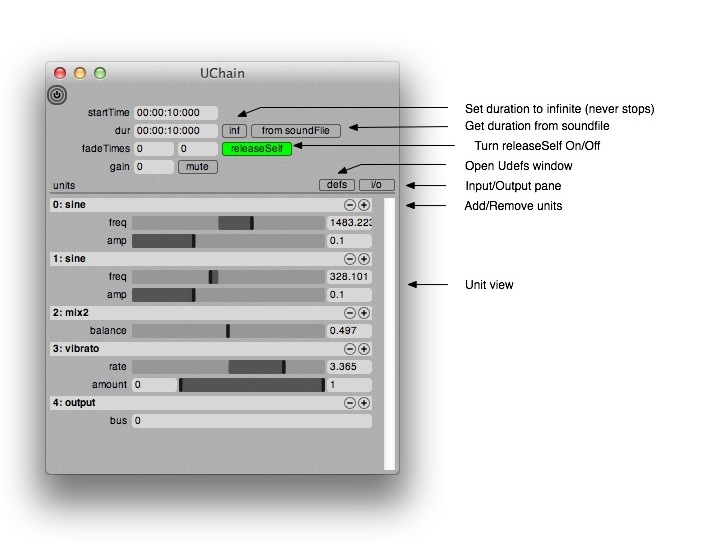 UChain
startTime 00:00:10:000 Set duration to infinite (never stops)
dur 00:00:10:000 inf from soundFile Get duration from soundfile
fadeTimes 0 0 releaseSelf Turn releaseSelf On/Off
gain 0 mute Open Udefs window
units defs i/o Input/Output pane
0: sine Add/Remove units
freq 1483.223
amp 0.1
1: sine
freq 328.101 Unit view
amp 0.1
2: mix2
balance 0.497
3: vibrato
rate 3.365
amount 0 1
4: output
bus 0